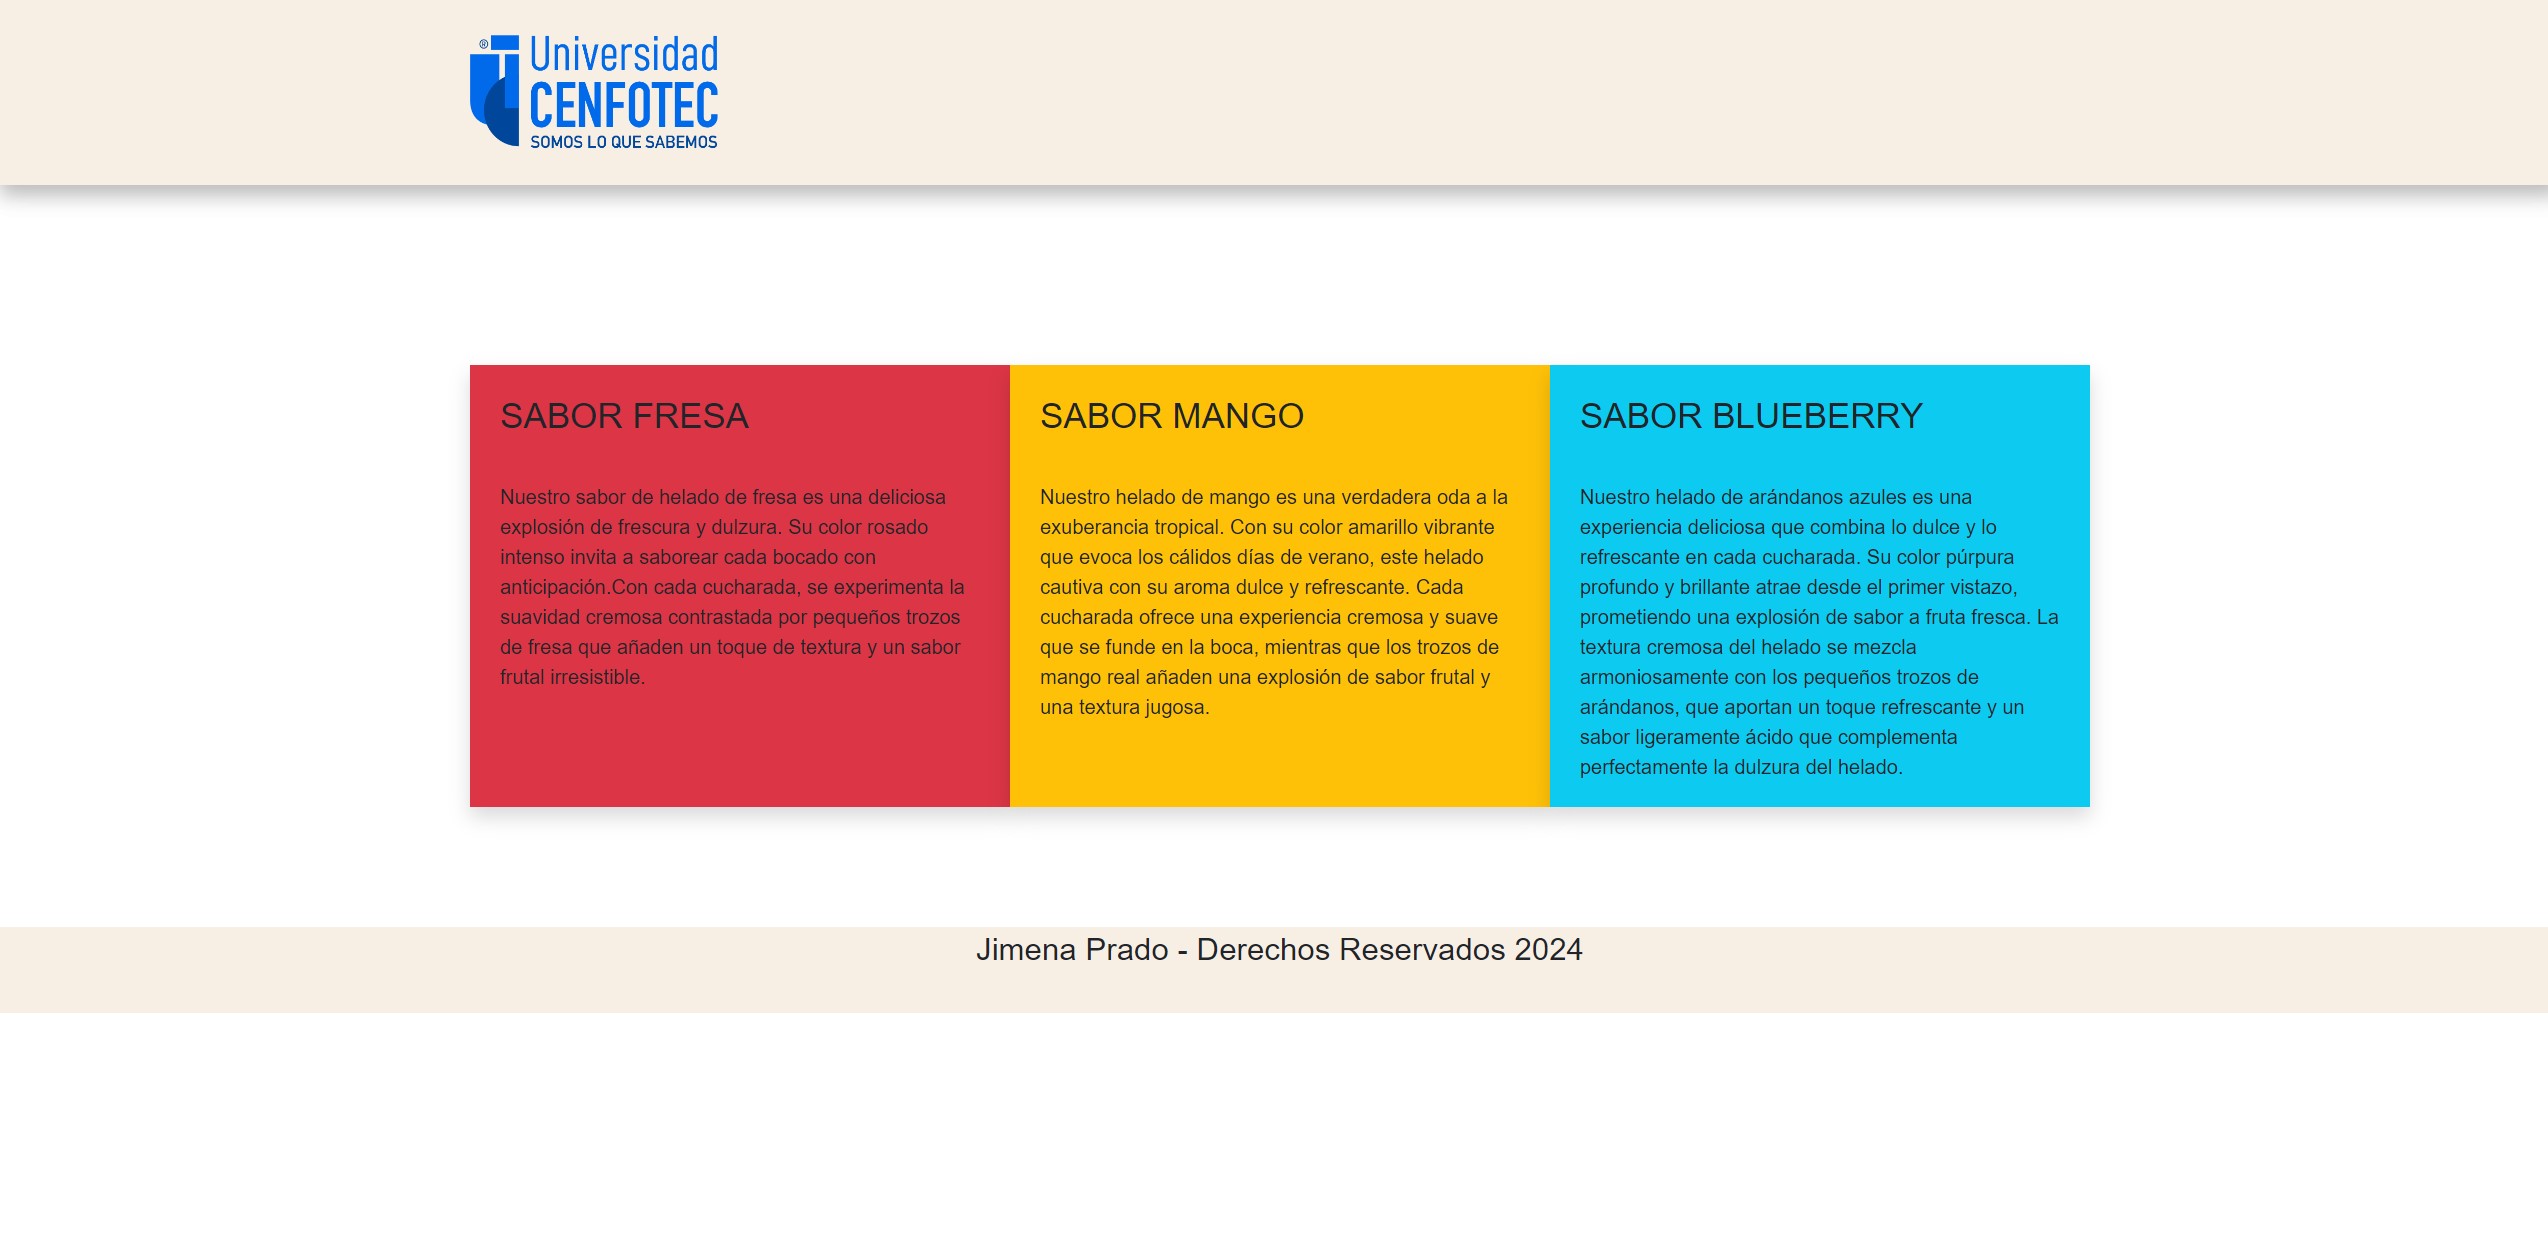 ®
Universidad
CENFOTEC
SOMOS LO QUE SABEMOS
SABOR FRESA
Nuestro sabor de helado de fresa es una deliciosa
explosión de frescura y dulzura. Su color rosado
intenso invita a saborear cada bocado con
anticipación.Con cada cucharada, se experimenta la
suavidad cremosa contrastada por pequeños trozos
de fresa que añaden un toque de textura y un sabor
frutal irresistible.
SABOR MANGO
Nuestro helado de mango es una verdadera oda a la
exuberancia tropical. Con su color amarillo vibrante
que evoca los cálidos días de verano, este helado
cautiva con su aroma dulce y refrescante. Cada
cucharada ofrece una experiencia cremosa y suave
que se funde en la boca, mientras que los trozos de
mango real añaden una explosión de sabor frutal y
una textura jugosa.
SABOR BLUEBERRY
Nuestro helado de arándanos azules es una
experiencia deliciosa que combina lo dulce y lo
refrescante en cada cucharada. Su color púrpura
profundo y brillante atrae desde el primer vistazo,
prometiendo una explosión de sabor a fruta fresca. La
textura cremosa del helado se mezcla
armoniosamente con los pequeños trozos de
arándanos, que aportan un toque refrescante y un
sabor ligeramente ácido que complementa
perfectamente la dulzura del helado.
Jimena Prado - Derechos Reservados 2024